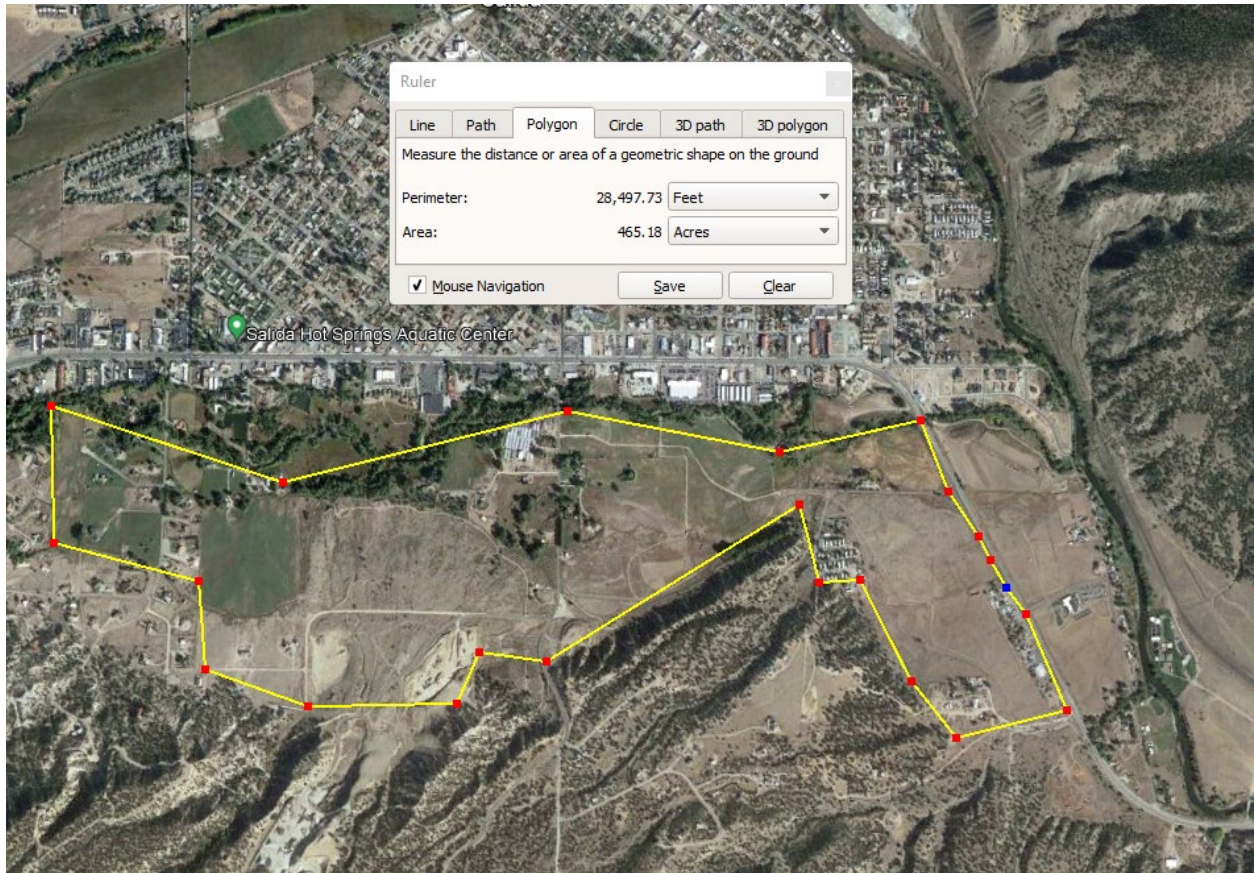 Salida
Ruler
Line Path Polygon Circle 3D path 3D polygon
Measure the distance or area of a geometric shape on the ground
Perimeter: 28,497.73 Feet
Area: 465.18 Acres
Mouse Navigation Save Clear
Salida Hot Springs Aquatic Center